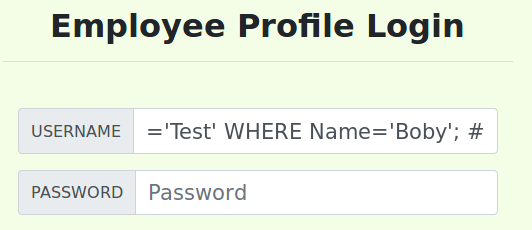 Employee Profile Login
USERNAME ='Test' WHERE Name='Boby'; #
PASSWORD Password